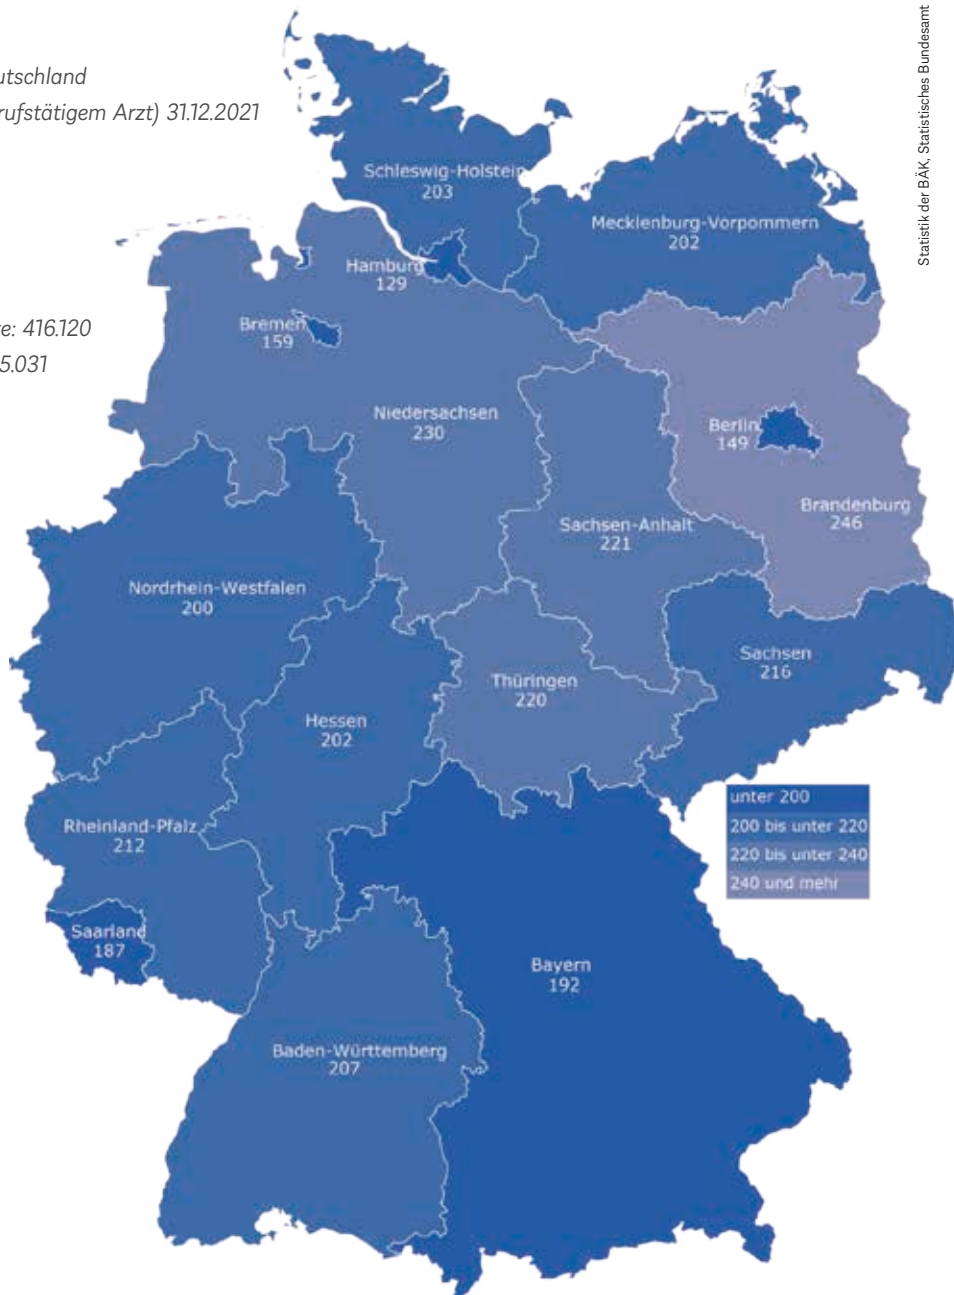 utschland
rufstätigem Arzt) 31.12.2021
Statistik der BÄK, Statistisches Bundesamt
Schleswig-Holstein
203
Mecklenburg-Vorpommern
202
Hamburg
129
e: 416.120
5.031
Bremen
159
Niedersachsen
230
Berlin
149
Brandenburg
246
Sachsen-Anhalt
221
Nordrhein-Westfalen
200
Sachsen
216
Thüringen
220
Hessen
202
unter 200
200 bis unter 220
220 bis unter 240
240 und mehr
Rheinland-Pfalz
212
Saarland
187
Bayern
192
Baden-Württemberg
207